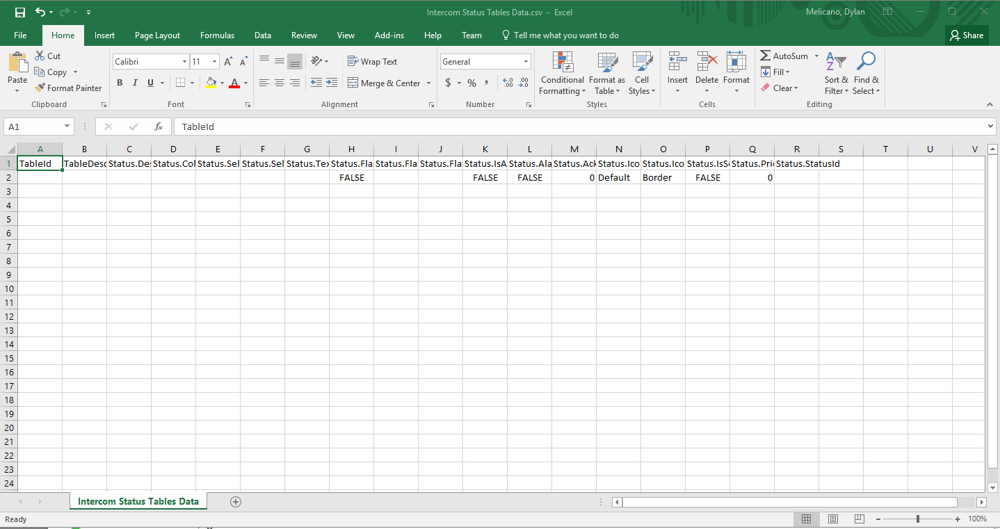 Intercom Status Tables Data.csv - Excel
Melicano, Dylan
File Home Insert Page Layout Formulas Data Review View Add-ins Help Team Tell me what you want to do Share
Paste
Cut
Copy
Format Painter
Clipboard
Calibri 11
B I U
Font
Wrap Text
Merge & Center
Alignment
General
$ % ,
Number
Conditional Formatting
Format as Table
Cell Styles
Styles
Insert Delete Format
Cells
AutoSum
Fill
Clear
Sort & Filter
Find & Select
Editing
A1 fx TableId
A B C D E F G H I J K L M N O P Q R S T U V
1 TableId TableDesc Status.Des Status.Col Status.Sel Status.Sel Status.Tex Status.Fla Status.Fla Status.Fla Status.IsA Status.Ala Status.Ack Status.Ico Status.Ico Status.IsSe Status.Prio Status.StatusId
2 FALSE FALSE FALSE 0 Default Border FALSE 0
3
4
5
6
7
8
9
10
11
12
13
14
15
16
17
18
19
20
21
22
23
24
Intercom Status Tables Data
Ready
100%